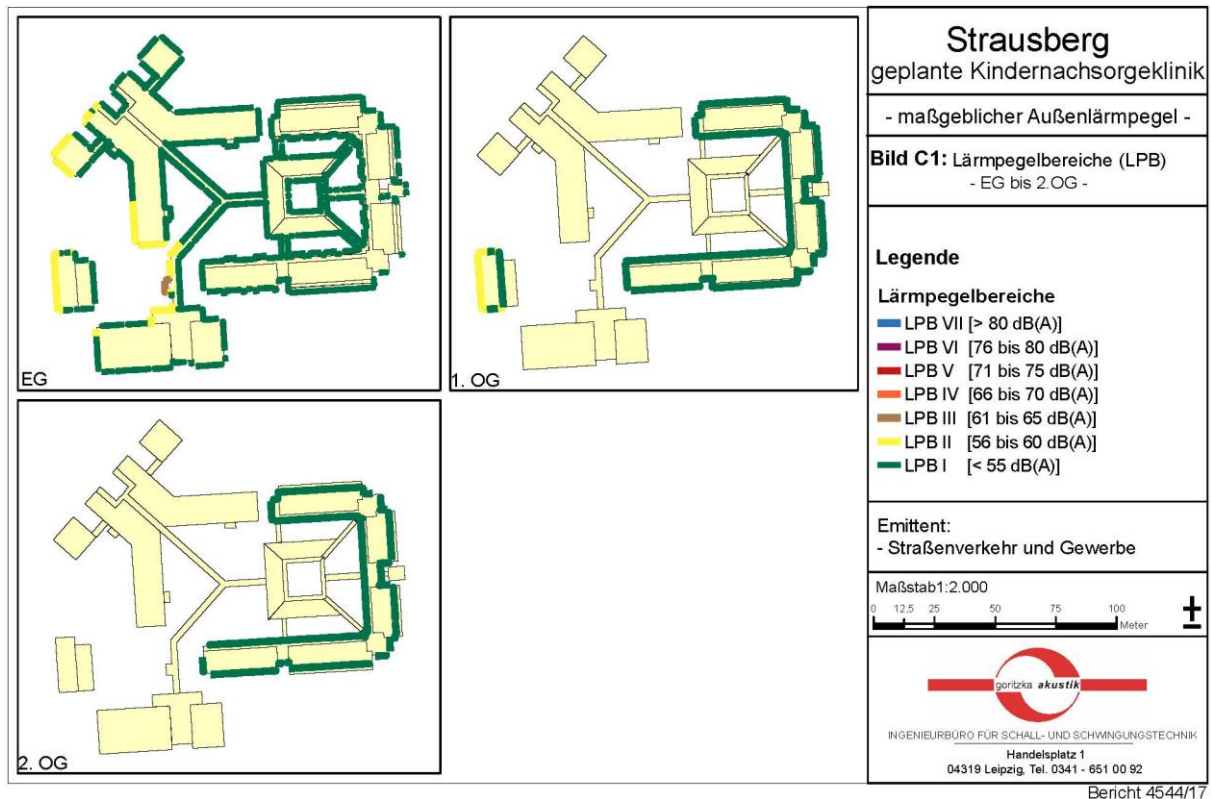 EG
1. OG
2. OG
Strausberg
geplante Kindernachsorgeklinik
- maßgeblicher Außenlärmpegel -
Bild C1: Lärmpegelbereiche (LPB)
- EG bis 2.OG -
Legende
Lärmpegelbereiche
LPB VII [> 80 dB(A)]
LPB VI [76 bis 80 dB(A)]
LPB V [71 bis 75 dB(A)]
LPB IV [66 bis 70 dB(A)]
LPB III [61 bis 65 dB(A)]
LPB II [56 bis 60 dB(A)]
LPB I [< 55 dB(A)]
Emittent:
- Straßenverkehr und Gewerbe
Maßstab1:2.000
0 12,5 25 50 75 100
Meter
goritzka akustik
INGENIEURBÜRO FÜR SCHALL- UND SCHWINGUNGSTECHNIK
Handelsplatz 1
04319 Leipzig, Tel. 0341 - 651 00 92
Bericht 4544/17